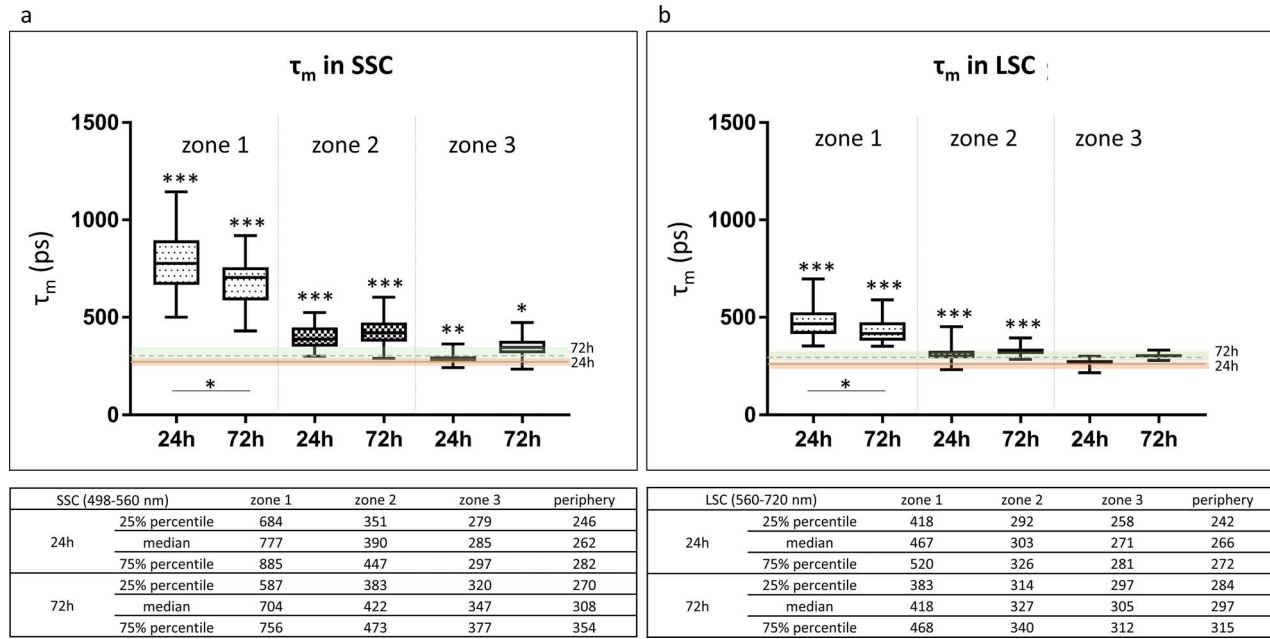 a
τm in SSC
τm (ps)
1500
1000
500
0
zone 1 zone 2 zone 3
*** *** *** *** ** *
*
72h
24h
24h 72h 24h 72h 24h 72h
SSC (498-560 nm) zone 1 zone 2 zone 3 periphery
24h
25% percentile 684 351 279 246
median 777 390 285 262
75% percentile 885 447 297 282
72h
25% percentile 587 383 320 270
median 704 422 347 308
75% percentile 756 473 377 354
b
τm in LSC
τm (ps)
1500
1000
500
0
zone 1 zone 2 zone 3
*** *** *** ***
*
72h
24h
24h 72h 24h 72h 24h 72h
LSC (560-720 nm) zone 1 zone 2 zone 3 periphery
24h
25% percentile 418 292 258 242
median 467 303 271 266
75% percentile 520 326 281 272
72h
25% percentile 383 314 297 284
median 418 327 305 297
75% percentile 468 340 312 315